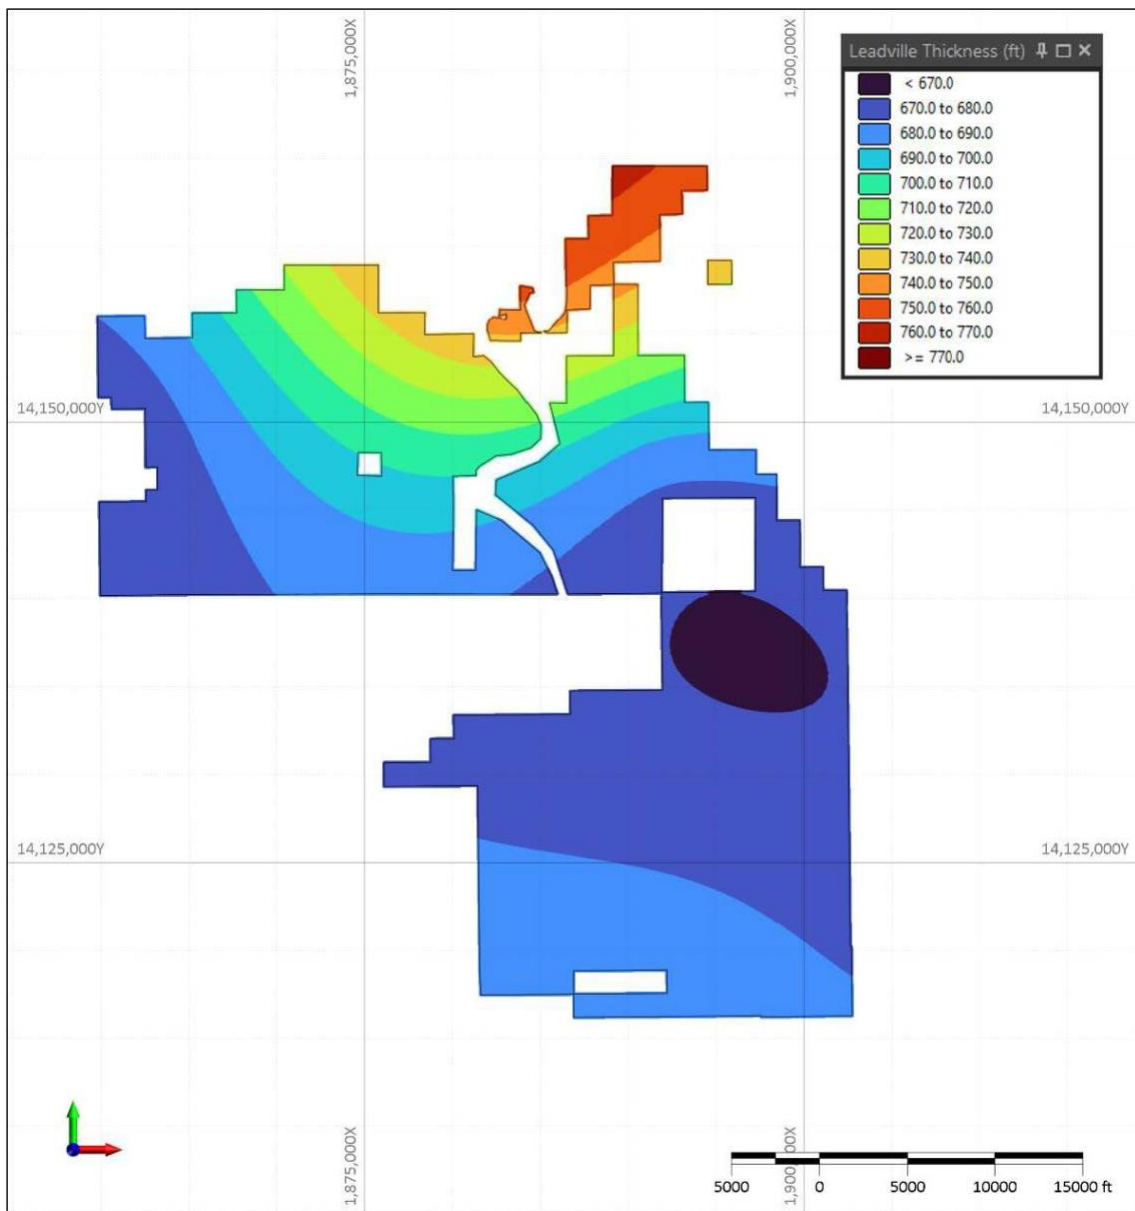 1,875,000X
1,900,000X
Leadville Thickness (ft)
< 670.0
670.0 to 680.0
680.0 to 690.0
690.0 to 700.0
700.0 to 710.0
710.0 to 720.0
720.0 to 730.0
730.0 to 740.0
740.0 to 750.0
750.0 to 760.0
760.0 to 770.0
>= 770.0
14,150,000Y
14,150,000Y
14,125,000Y
14,125,000Y
1,875,000X
1,900,000X
5000 0 5000 10000 15000 ft